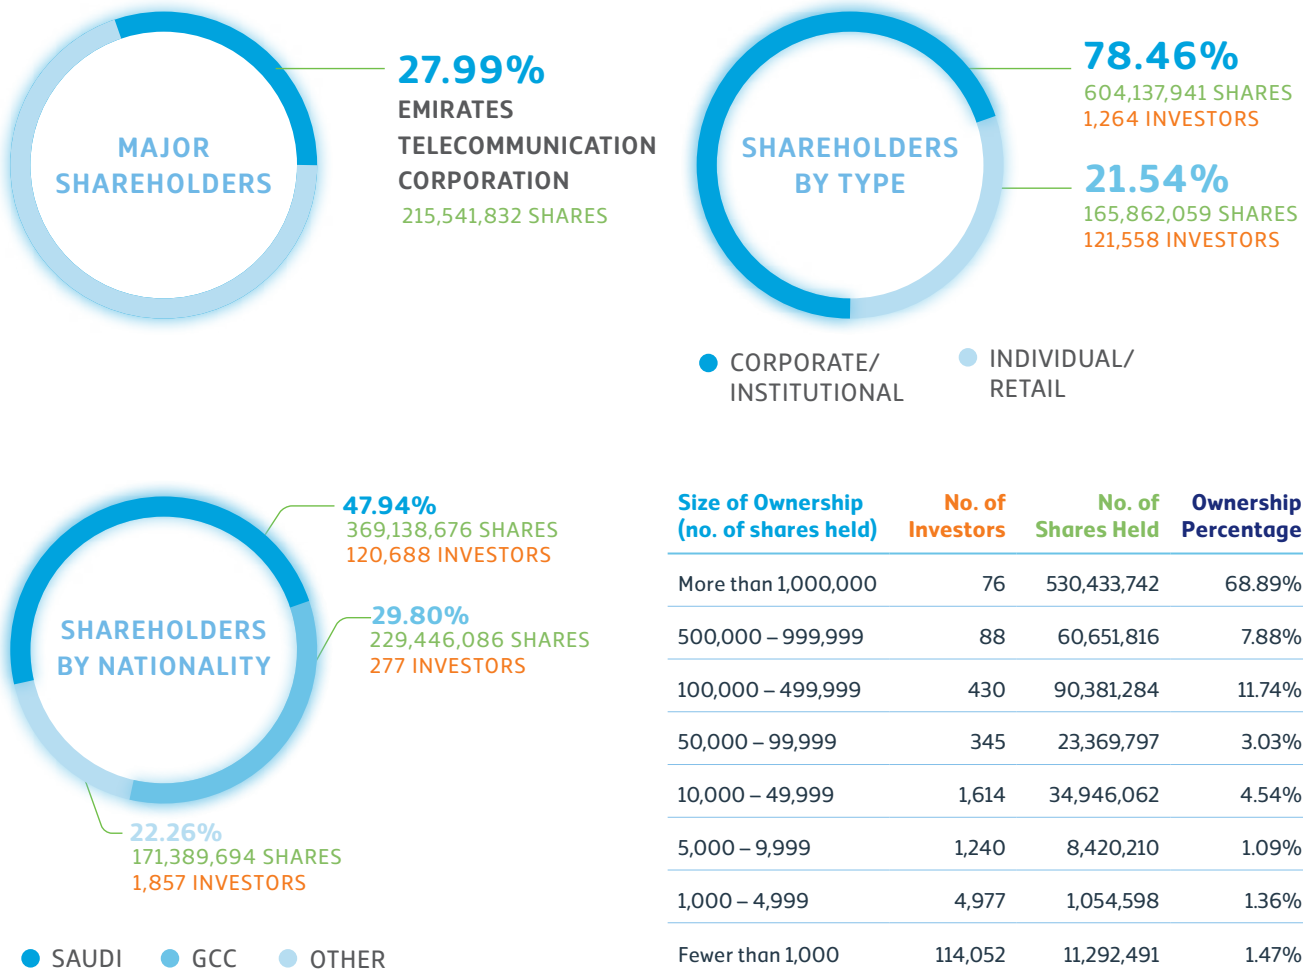 MAJOR
SHAREHOLDERS
27.99%
EMIRATES
TELECOMMUNICATION
CORPORATION
215,541,832 SHARES
SHAREHOLDERS
BY TYPE
78.46%
604,137,941 SHARES
1,264 INVESTORS
21.54%
165,862,059 SHARES
121,558 INVESTORS
CORPORATE/
INSTITUTIONAL
INDIVIDUAL/
RETAIL
SHAREHOLDERS
BY NATIONALITY
47.94%
369,138,676 SHARES
120,688 INVESTORS
29.80%
229,446,086 SHARES
277 INVESTORS
22.26%
171,389,694 SHARES
1,857 INVESTORS
SAUDI GCC OTHER
Size of Ownership No. of No. of Ownership
(no. of shares held) Investors Shares Held Percentage
More than 1,000,000 76 530,433,742 68.89%
500,000 – 999,999 88 60,651,816 7.88%
100,000 – 499,999 430 90,381,284 11.74%
50,000 – 99,999 345 23,369,797 3.03%
10,000 – 49,999 1,614 34,946,062 4.54%
5,000 – 9,999 1,240 8,420,210 1.09%
1,000 – 4,999 4,977 1,054,598 1.36%
Fewer than 1,000 114,052 11,292,491 1.47%